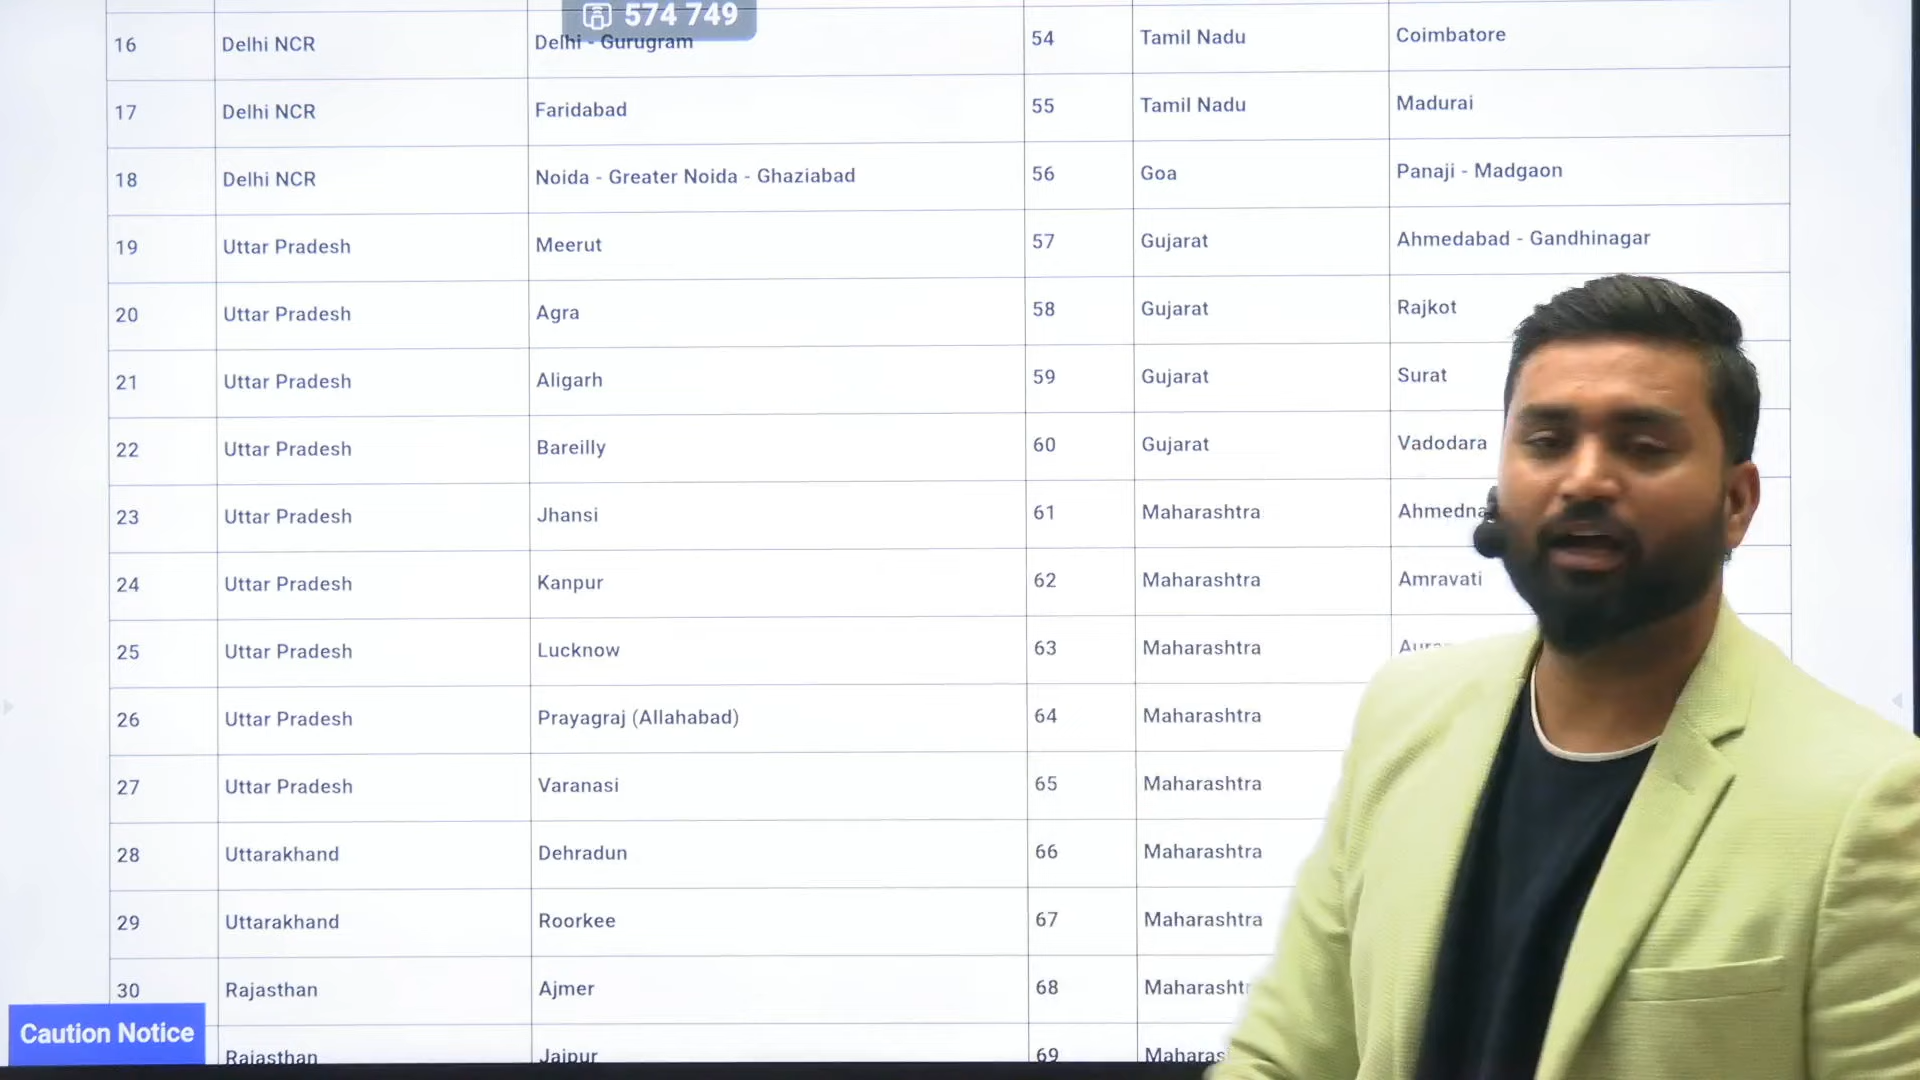 574 749
16 Delhi NCR Delhi - Gurugram 54 Tamil Nadu Coimbatore
17 Delhi NCR Faridabad 55 Tamil Nadu Madurai
18 Delhi NCR Noida - Greater Noida - Ghaziabad 56 Goa Panaji - Madgaon
19 Uttar Pradesh Meerut 57 Gujarat Ahmedabad - Gandhinagar
20 Uttar Pradesh Agra 58 Gujarat Rajkot
21 Uttar Pradesh Aligarh 59 Gujarat Surat
22 Uttar Pradesh Bareilly 60 Gujarat Vadodara
23 Uttar Pradesh Jhansi 61 Maharashtra
24 Uttar Pradesh Kanpur 62 Maharashtra Amravati
25 Uttar Pradesh Lucknow 63 Maharashtra
26 Uttar Pradesh Prayagraj (Allahabad) 64 Maharashtra
27 Uttar Pradesh Varanasi 65 Maharashtra
28 Uttarakhand Dehradun 66 Maharashtra
29 Uttarakhand Roorkee 67 Maharashtra
30 Rajasthan Ajmer 68
Rajasthan Jaipur 69
Caution Notice